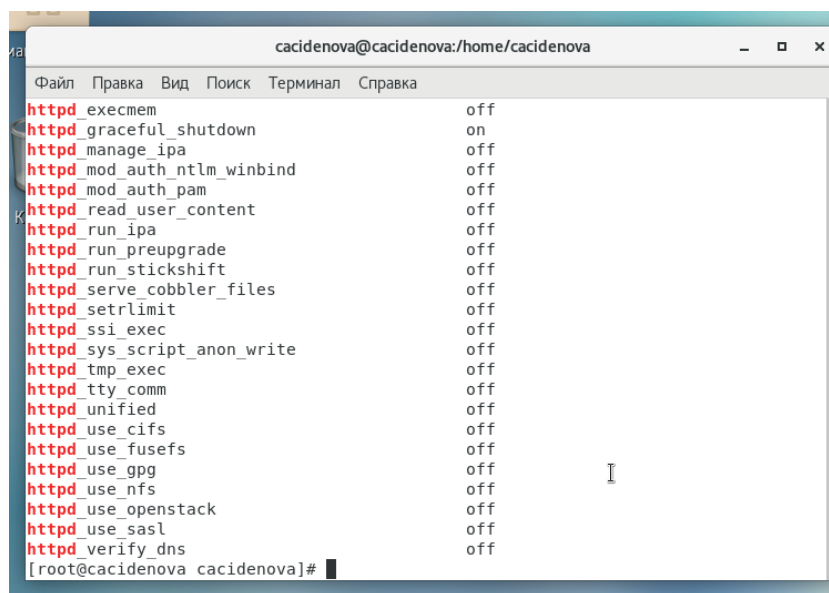 cacidenova@cacidenova:/home/cacidenova
Файл Правка Вид Поиск Терминал Справка
httpd_execmem off
httpd_graceful_shutdown on
httpd_manage_ipa off
httpd_mod_auth_ntlm_winbind off
httpd_mod_auth_pam off
httpd_read_user_content off
httpd_run_ipa off
httpd_run_preupgrade off
httpd_run_stickshift off
httpd_serve_cobbler_files off
httpd_setrlimit off
httpd_ssi_exec off
httpd_sys_script_anon_write off
httpd_tmp_exec off
httpd_tty_comm off
httpd_unified off
httpd_use_cifs off
httpd_use_fusefs off
httpd_use_gpg off
httpd_use_nfs off
httpd_use_openstack off
httpd_use_sasl off
httpd_verify_dns off
[root@cacidenova cacidenova]#